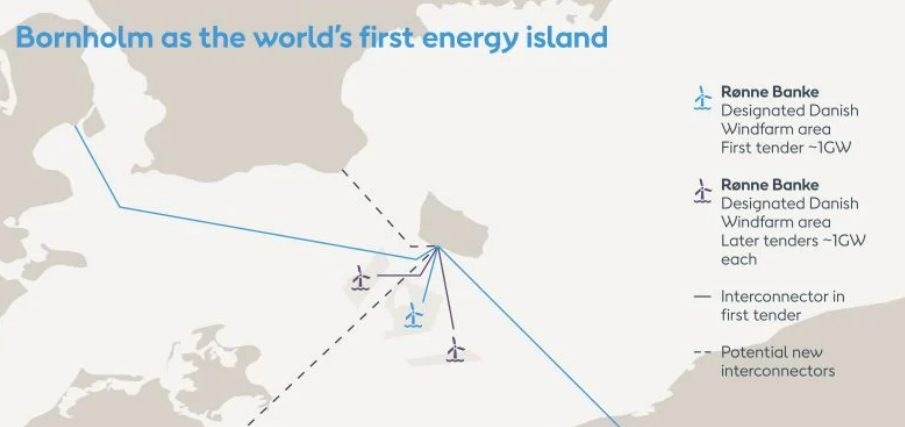 Bornholm as the world's first energy island
Rønne Banke
Designated Danish
Windfarm area
First tender ~1GW
Rønne Banke
Designated Danish
Windfarm area
Later tenders ~1GW
each
Interconnector in
first tender
Potential new
interconnectors